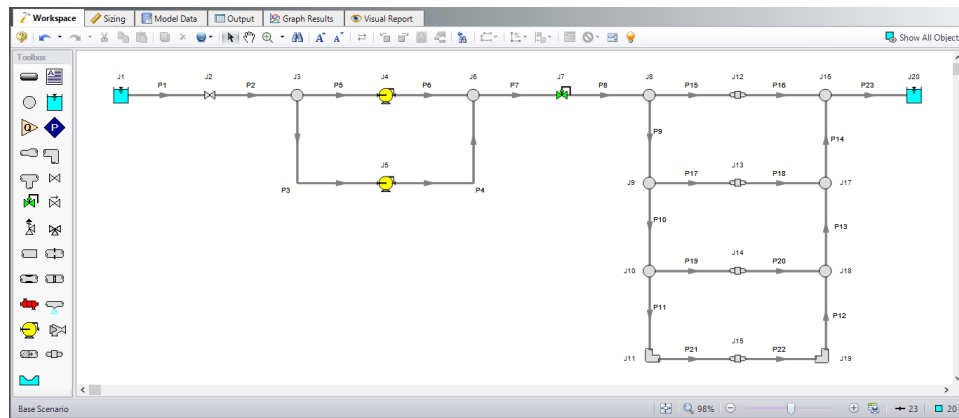 Workspace Sizing Model Data Output Graph Results Visual Report
A A Show All Object
Toolbox
J1 J2 J3 J4 J6 J7 J8 J12 J16 J20
P1 P2 P5 P6 P7 P8 P15 P16 P23
P9 P14
J5 J13
P17 P18
J9 J17
P3 P4
P10 P13
J14
P19 P20
J10 J18
P11 P12
J15
P21 P22
J11 J19
Base Scenario 98% 23 20